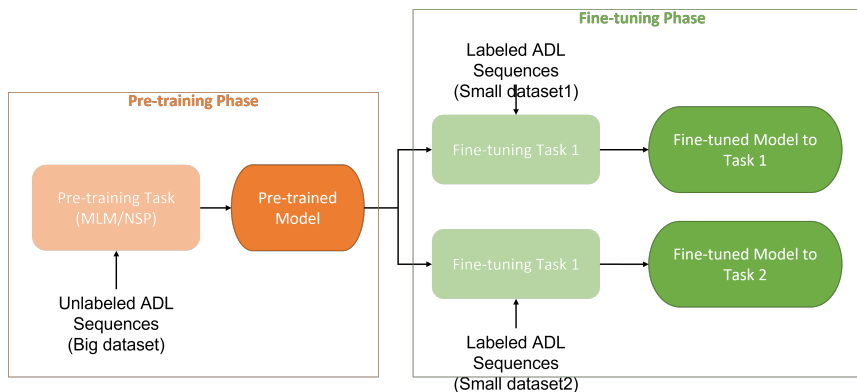 Pre-training Phase
Pre-training Task
(MLM/NSP)
Pre-trained
Model
Unlabeled ADL
Sequences
(Big dataset)
Fine-tuning Phase
Labeled ADL
Sequences
(Small dataset1)
Fine-tuning Task 1
Fine-tuned Model to
Task 1
Fine-tuning Task 1
Fine-tuned Model to
Task 2
Labeled ADL
Sequences
(Small dataset2)